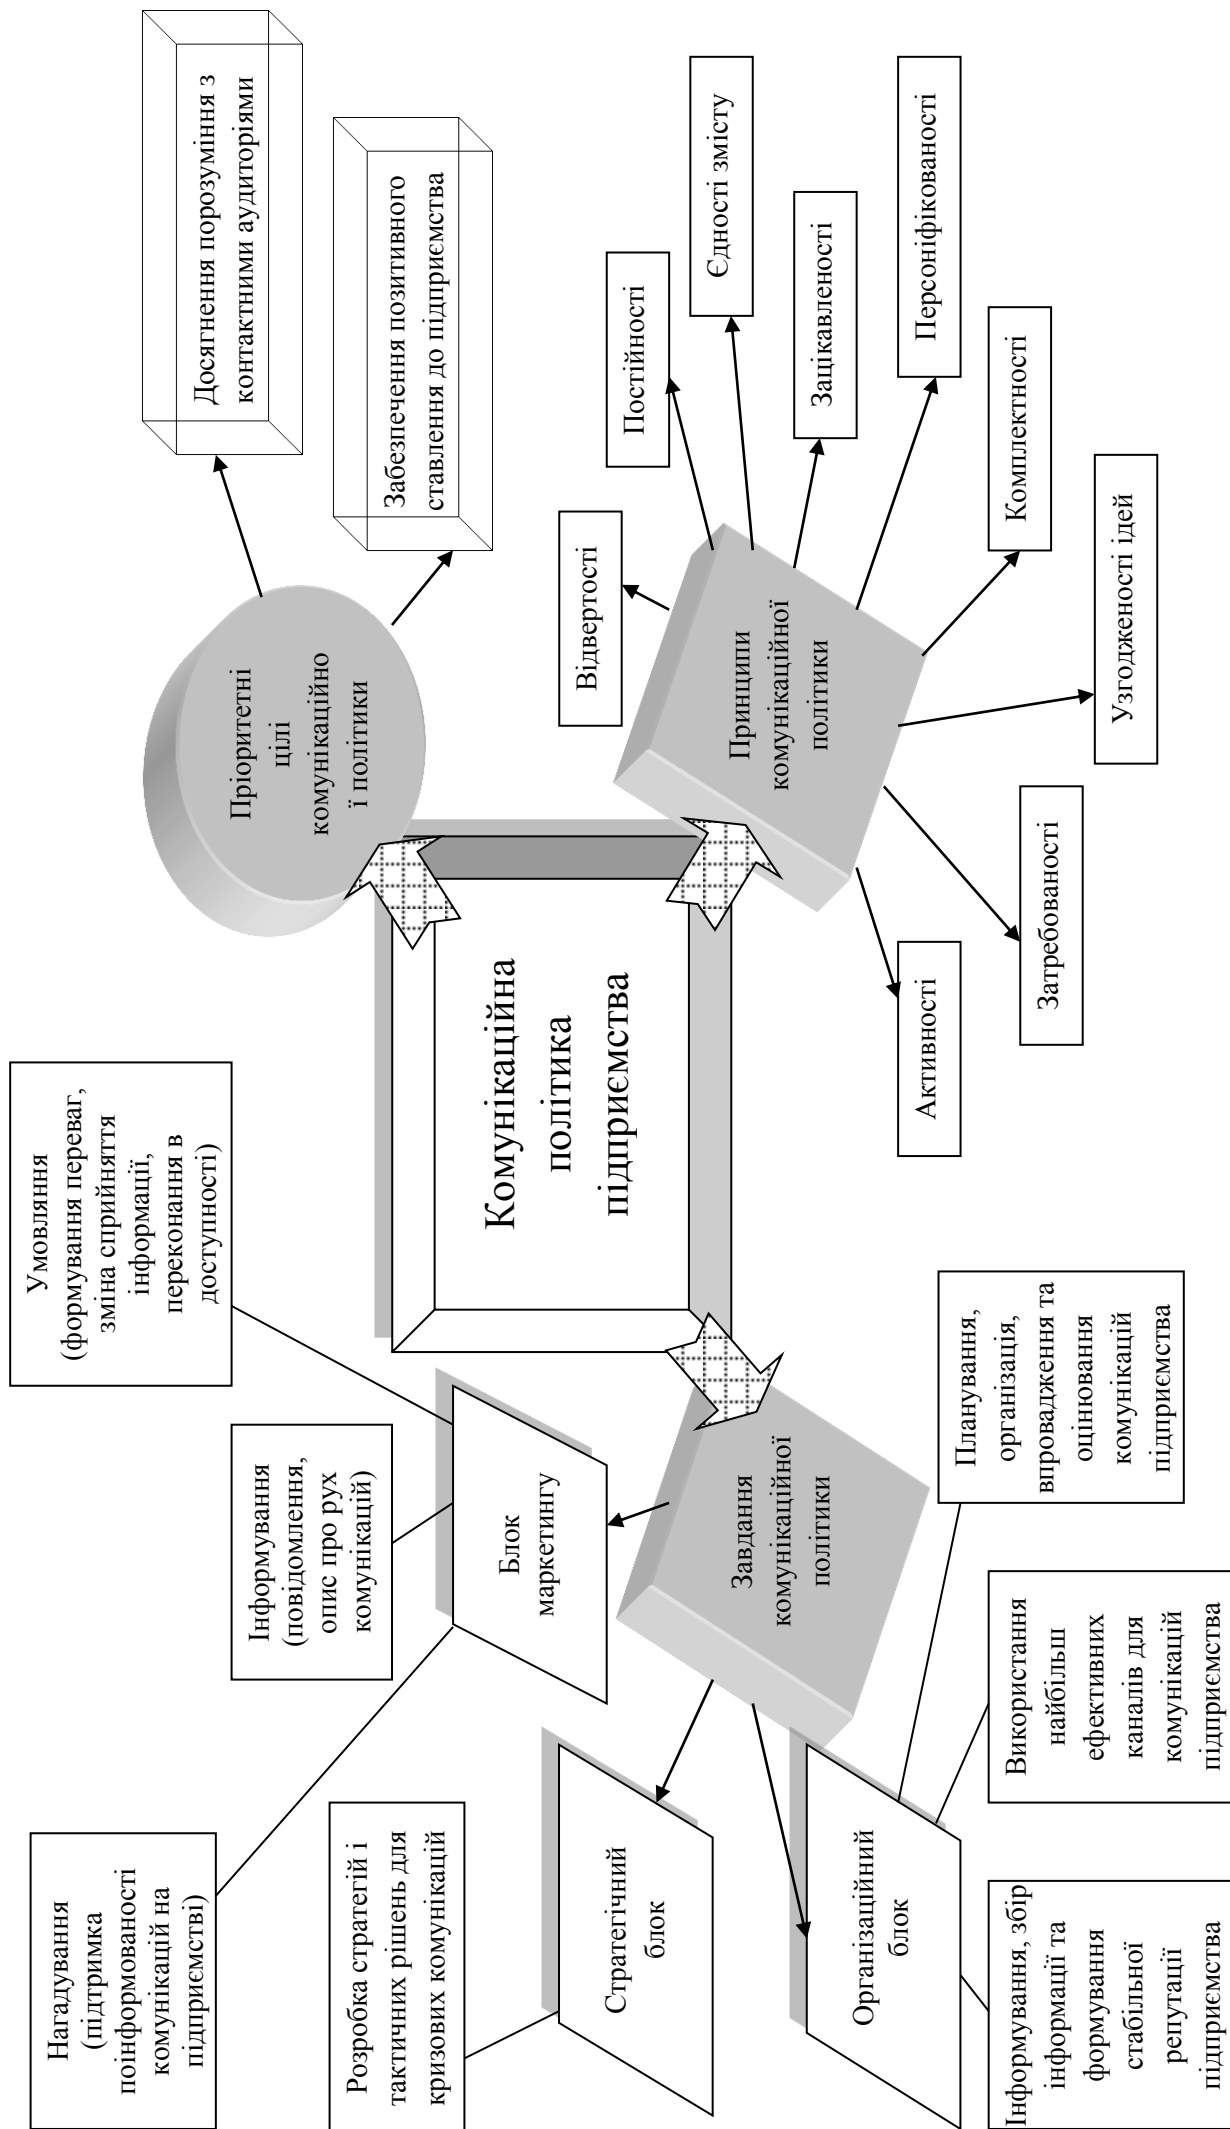 Нагадування
(підтримка
поінформованості
комунікацій на
підприємстві)
Інформування
(повідомлення,
опис про рух
комунікацій)
Умовляння
(формування переваг,
зміна сприйняття
інформації,
переконання в
доступності)
Досягнення порозуміння з
контактними аудиторіями
Забезпечення позитивного
ставлення до підприємства
Пріоритетні
цілі
комунікаційно
ї політики
Розробка стратегій і
тактичних рішень для
кризових комунікацій
Стратегічний
блок
Блок
маркетингу
Комунікаційна
політика
підприємства
Завдання
комунікаційної
політики
Організаційний
блок
Принципи
комунікаційної
політики
Відвертості
Постійності
Єдності змісту
Зацікавленості
Персоніфікованості
Комплектності
Узгодженості ідей
Затребованості
Активності
Інформування, збір
інформації та
формування
стабільної
репутації
підприємства
Використання
найбільш
ефективних
каналів для
комунікацій
підприємства
Планування,
організація,
впровадження та
оцінювання
комунікацій
підприємства